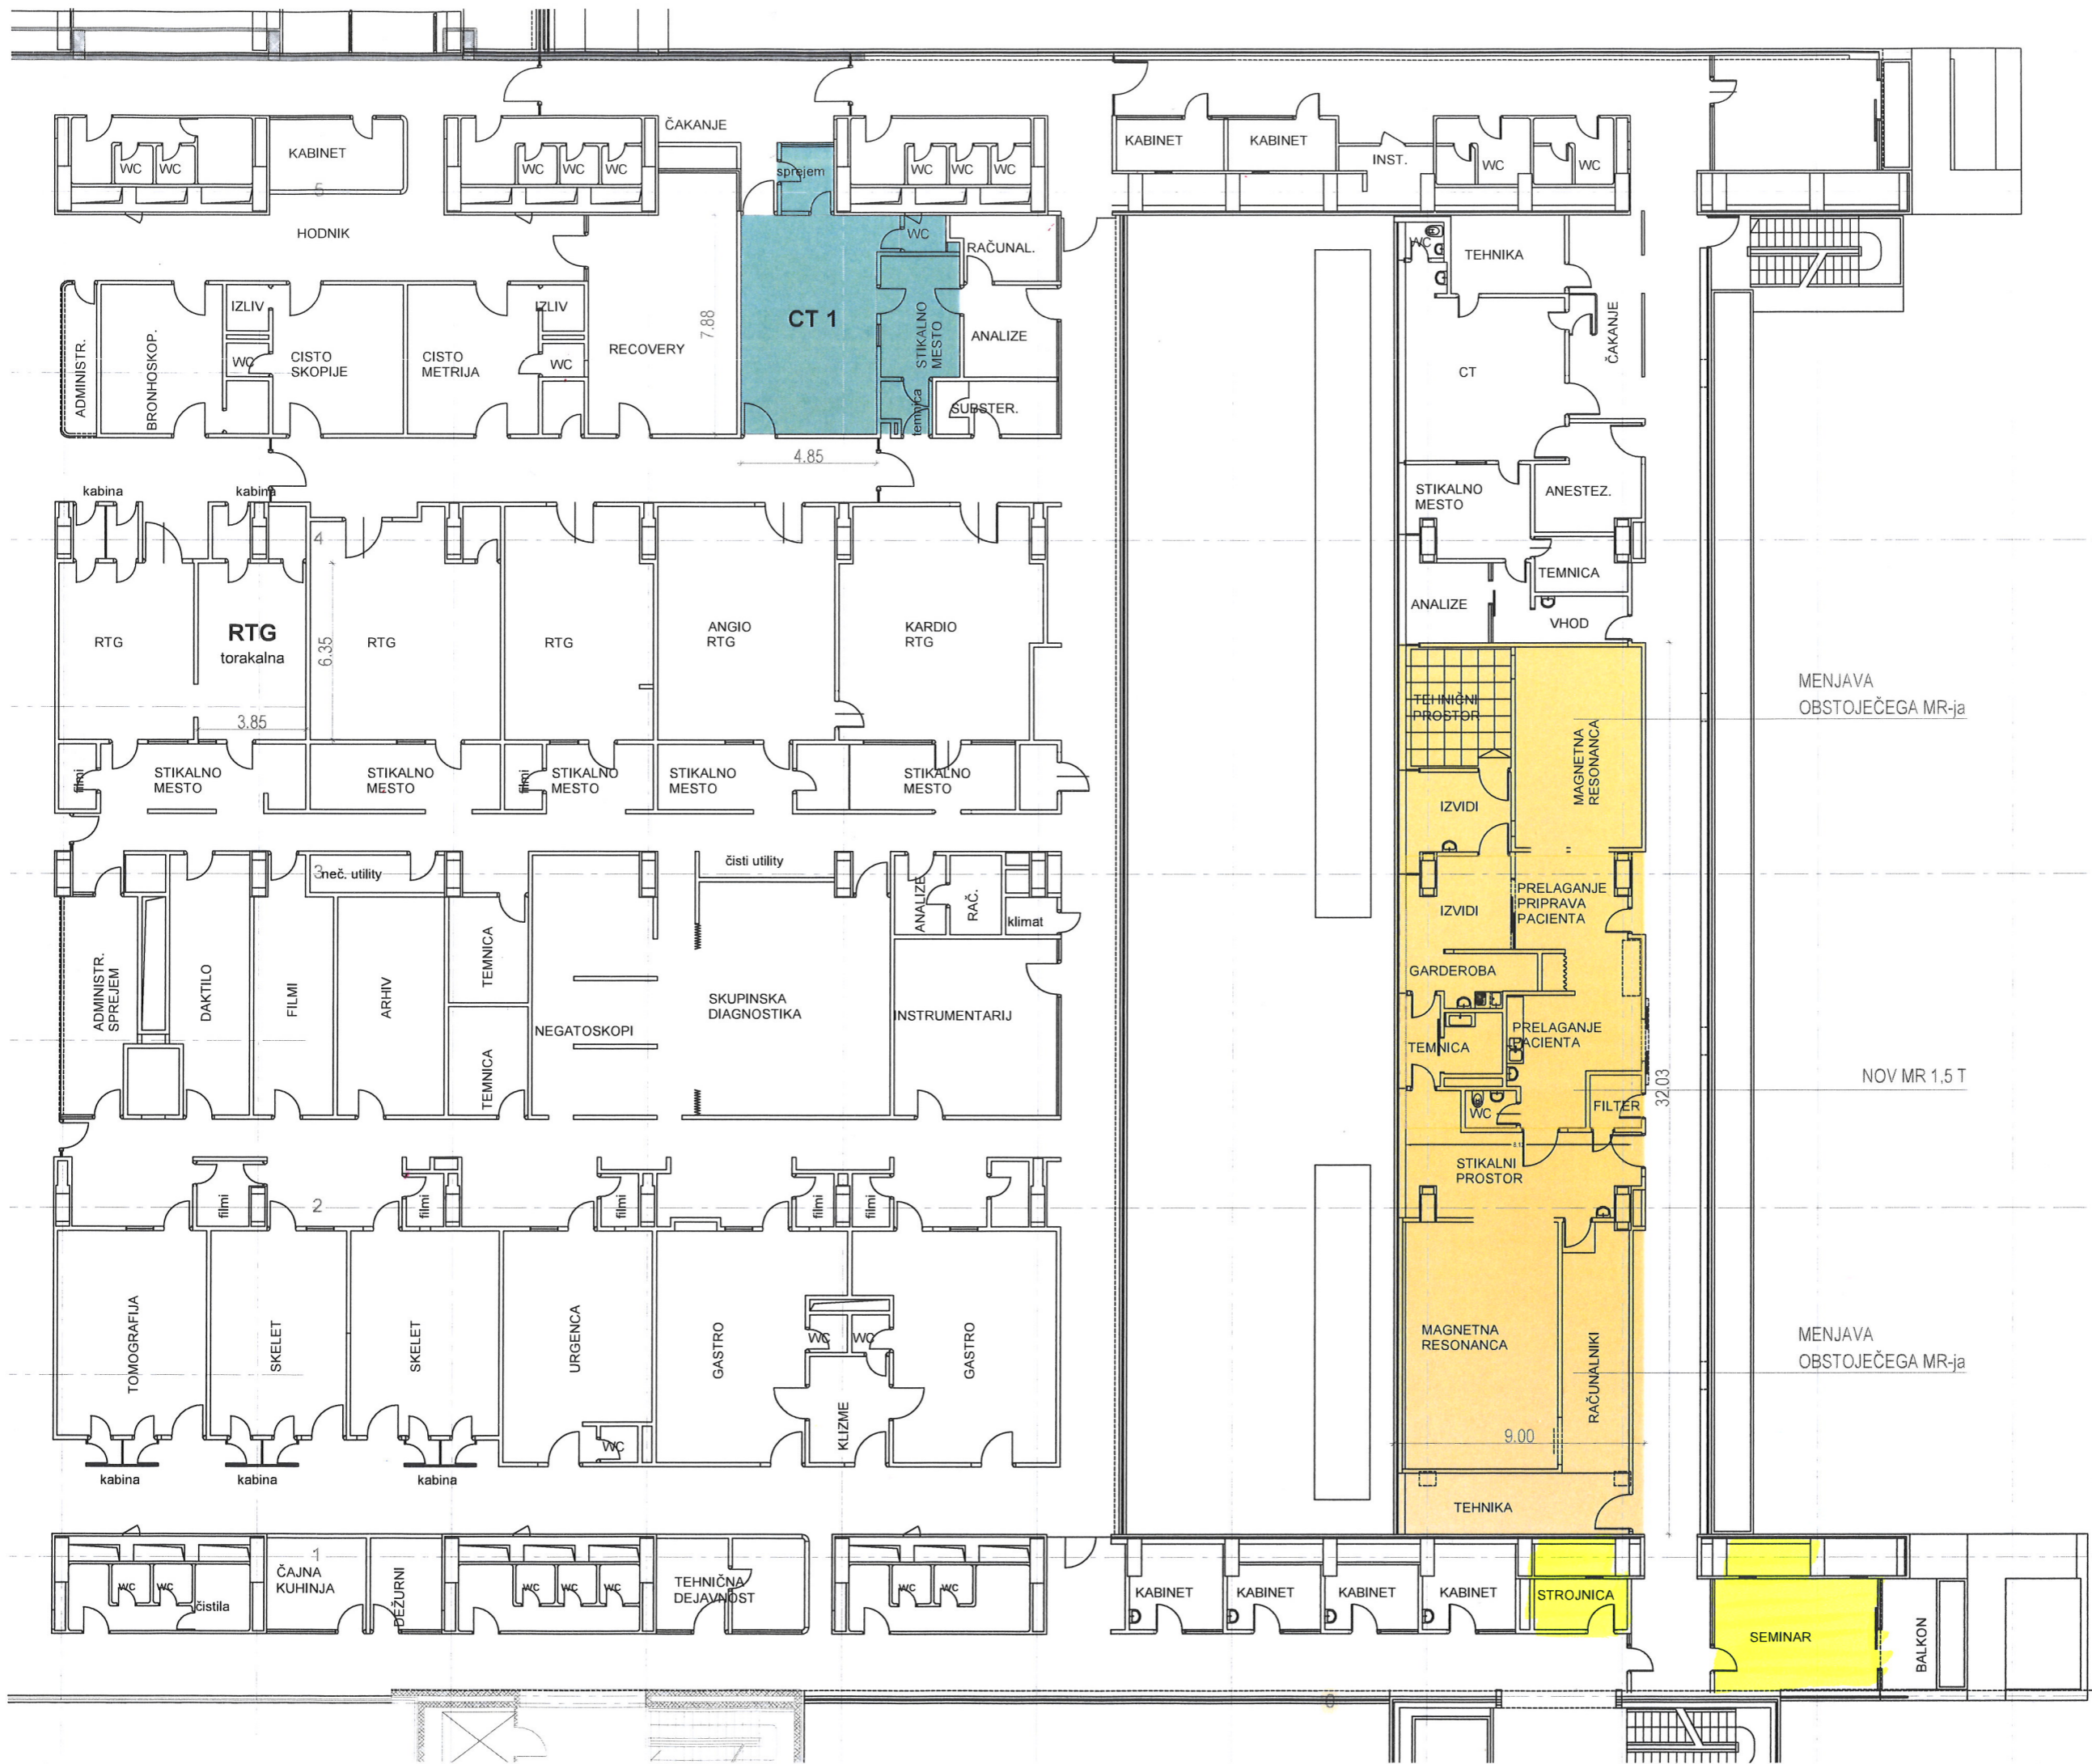 ČAKANJE
KABINET
WC
WC
WC
WC
WC
sprejem
WC
WC
WC
KABINET
KABINET
INST.
WC
WC
5
HODNIK
WC
RAČUNAL.
WC
TEHNIKA
ADMINISTR.
BRONHOSKOP.
IZLIV
WC
CISTO
SKOPIJE
CISTO
METRIJA
IZLIV
WC
RECOVERY
7.88
CT 1
STIKALNO
MESTO
ANALIZE
temnica
SUBSTER.
4.85
CT
ČAKANJE
STIKALNO
MESTO
ANESTEZ.
TEMNICA
ANALIZE
VHOD
kabina
kabina
4
RTG
RTG
torakalna
6.35
RTG
RTG
ANGIO
RTG
KARDIO
RTG
3.85
filmi
STIKALNO
MESTO
STIKALNO
MESTO
filmi
STIKALNO
MESTO
STIKALNO
MESTO
STIKALNO
MESTO
TEHNIČNI
PROSTOR
MAGNETNA
RESONANCA
MENJAVA
OBSTOJEČEGA MR-ja
IZVIDI
IZVIDI
PRELAGANJE
PRIPRAVA
PACIENTA
GARDEROBA
TEMNICA
PRELAGANJE
PACIENTA
WC
FILTER
32.03
NOV MR 1,5 T
3
neč. utility
čisti utility
ANALIZE
RAČ.
klimat
ADMINISTR.
SPREJEM
DAKTILO
FILMI
ARHIV
TEMNICA
TEMNICA
NEGATOSKOPI
SKUPINSKA
DIAGNOSTIKA
INSTRUMENTARIJ
filmi
2
filmi
filmi
filmi
filmi
STIKALNI
PROSTOR
TOMOGRAFIJA
SKELET
SKELET
URGENCA
WC
GASTRO
WC
WC
KLIZME
GASTRO
MAGNETNA
RESONANCA
RAČUNALNIKI
MENJAVA
OBSTOJEČEGA MR-ja
9.00
TEHNIKA
kabina
kabina
kabina
wc
wc
čistila
1
ČAJNA
KUHINJA
DEŽURNI
wc
wc
wc
TEHNIČNA
DEJAVNOST
wc
wc
KABINET
KABINET
KABINET
KABINET
STROJNICA
SEMINAR
BALKON